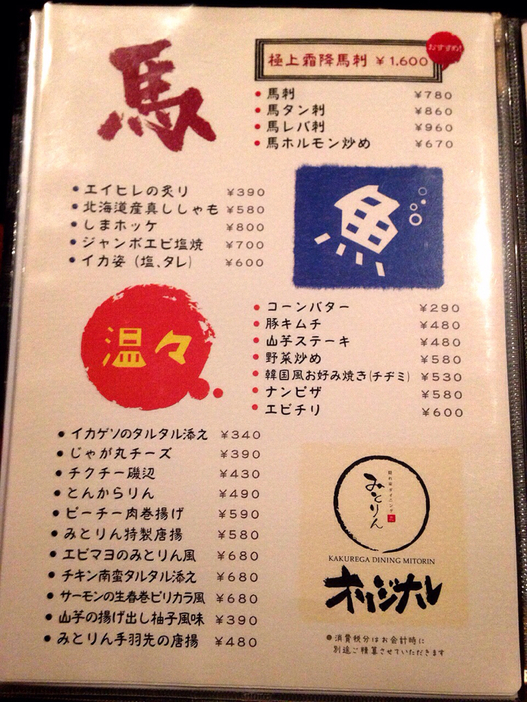 馬
極上霜降馬刺 ￥1,600
おすすめ!
馬刺 ￥780
馬タン刺 ￥860
馬レバ刺 ￥960
馬ホルモン炒め ￥670
エイヒレの炙り ￥390
北海道産真ししゃも ￥580
しまホッケ ￥800
ジャンボエビ塩焼 ￥700
イカ姿（塩、タレ） ￥600
魚
温々
コーンバター ￥290
豚キムチ ￥480
山芋ステーキ ￥480
野菜炒め ￥580
韓国風お好み焼き(チヂミ) ￥530
ナンピザ ￥580
エビチリ ￥600
イカゲソのタルタル添え ￥340
じゃが丸チーズ ￥390
チクチー磯辺 ￥430
とんからりん ￥490
ピーチー肉巻揚げ ￥590
みとりん特製唐揚 ￥580
エビマヨのみとりん風 ￥680
チキン南蛮タルタル添え ￥680
サーモンの生春巻ピリカラ風 ￥680
山芋の揚げ出し柚子風味 ￥390
みとりん手羽先の唐揚 ￥480
隠れ家ダイニング
みとりん
KAKUREGA DINING MITORIN
オリジナル
●消費税分はお会計時に
別途ご精算させていただきます